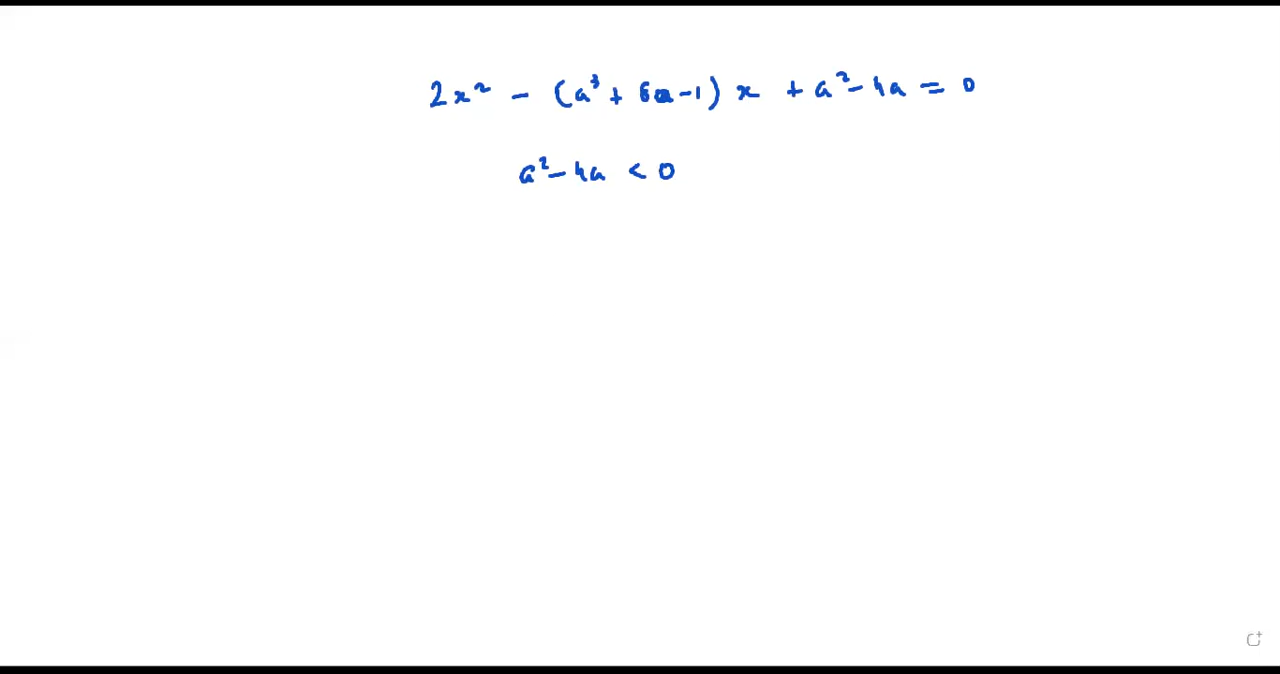 2x² - (a³ + 6a - 1) x + a² - 4a = 0
a² - 4a < 0